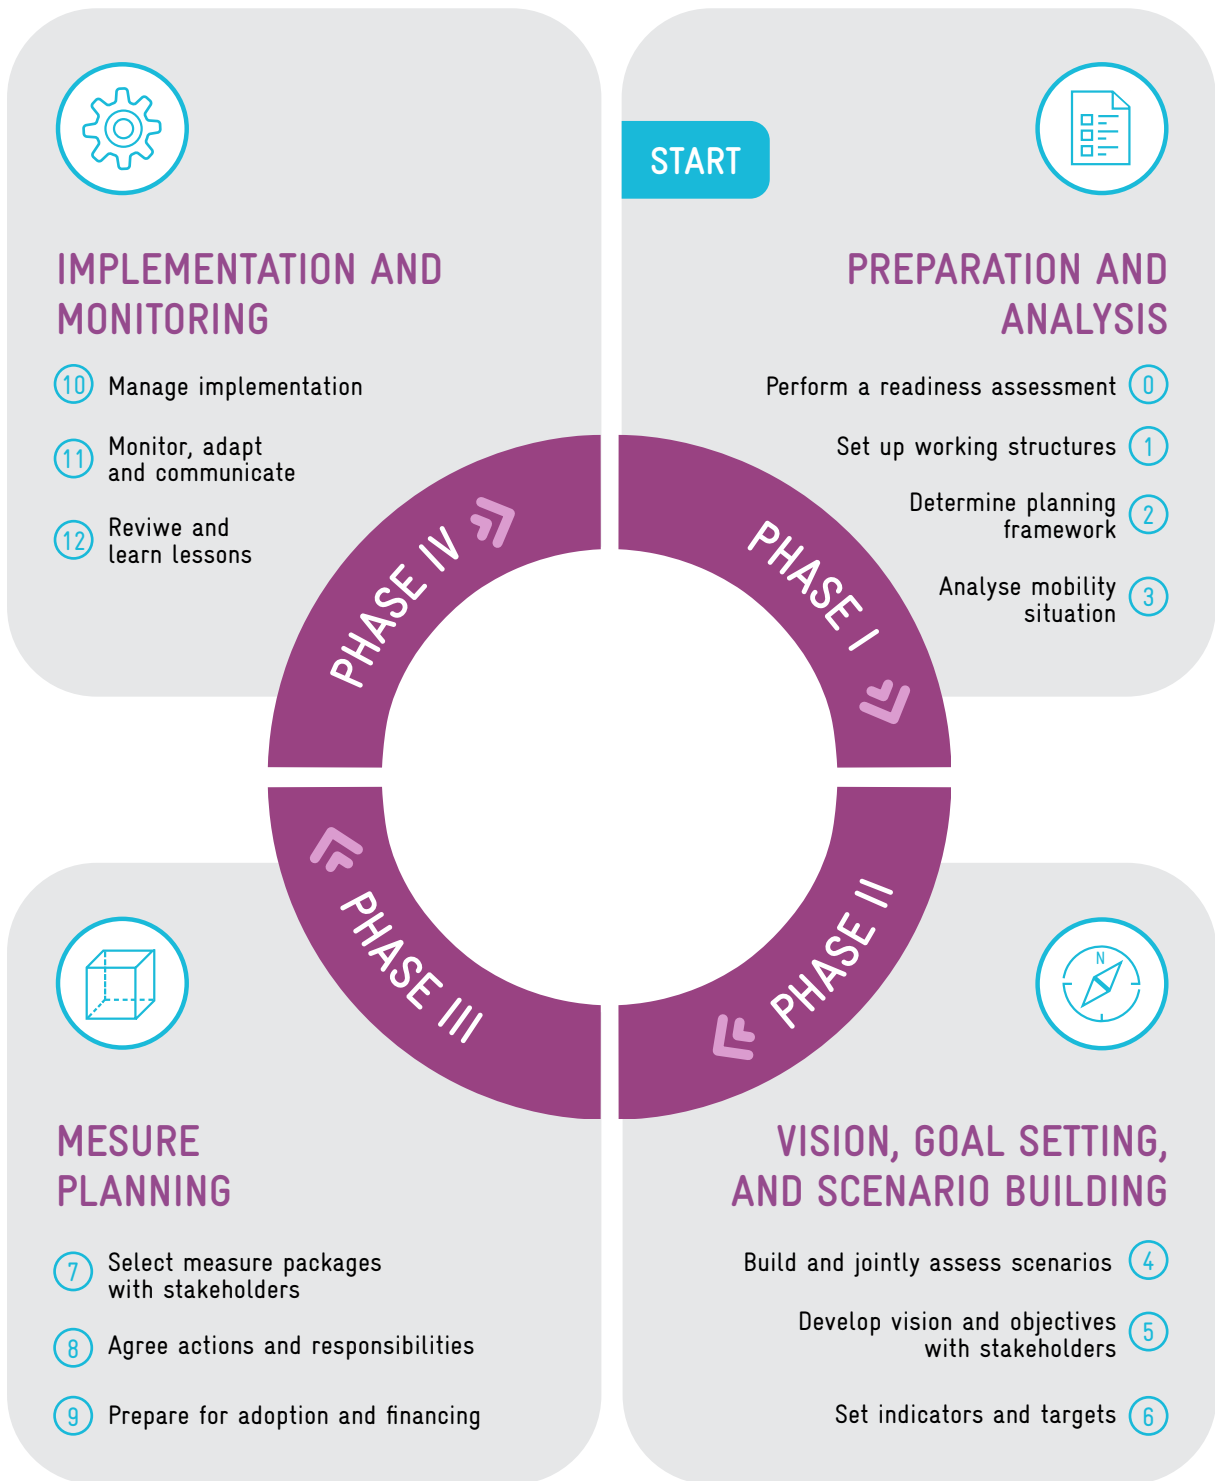 START
PREPARATION AND
ANALYSIS
Perform a readiness assessment 0
Set up working structures 1
Determine planning
framework
2
Analyse mobility
situation
3
PHASE I
VISION, GOAL SETTING,
AND SCENARIO BUILDING
Build and jointly assess scenarios 4
Develop vision and objectives
with stakeholders
5
Set indicators and targets 6
N
PHASE II
MESURE
PLANNING
7
Select measure packages
with stakeholders
8 Agree actions and responsibilities
9 Prepare for adoption and financing
PHASE III
IMPLEMENTATION AND
MONITORING
10 Manage implementation
11
Monitor, adapt
and communicate
12
Reviwe and
learn lessons
PHASE IV